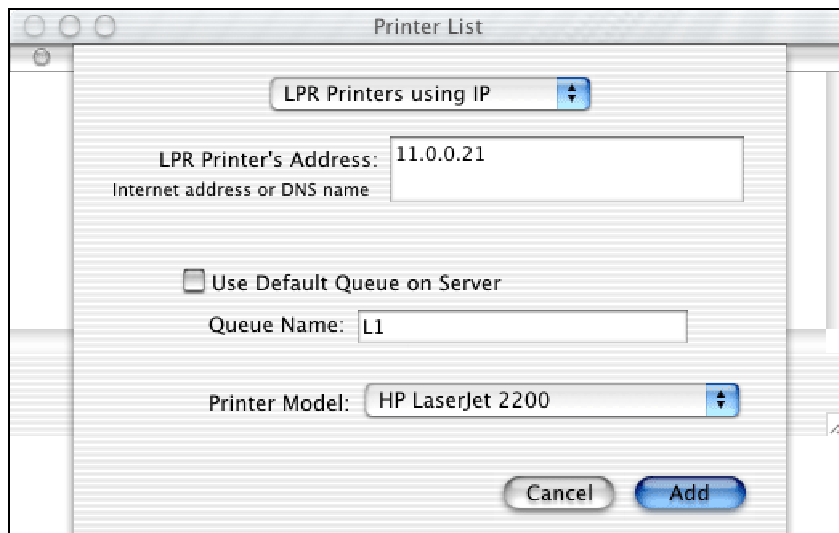 Printer List
LPR Printers using IP
LPR Printer's Address: 11.0.0.21
Internet address or DNS name
Use Default Queue on Server
Queue Name: L1
Printer Model: HP LaserJet 2200
Cancel Add